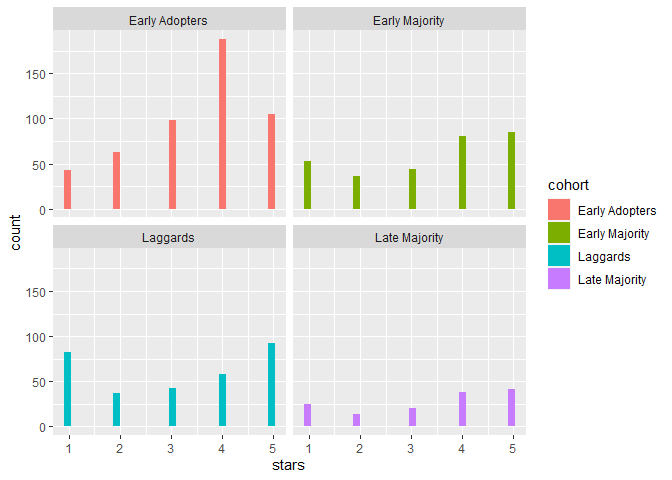 Early Adopters
Early Majority
150
100
50
0
Laggards
Late Majority
150
100
50
0
1 2 3 4 5
1 2 3 4 5
stars
count
cohort
Early Adopters
Early Majority
Laggards
Late Majority